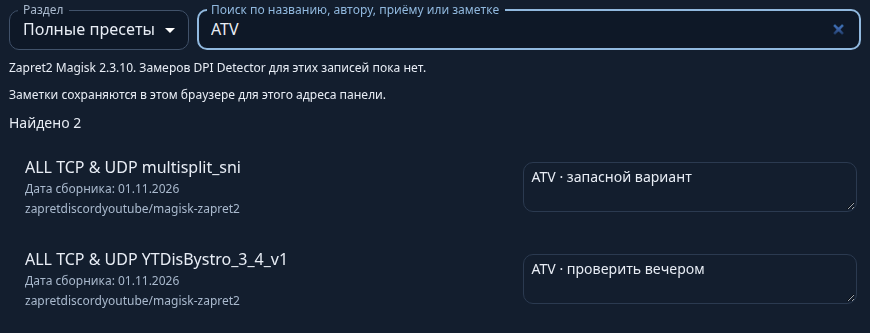 Раздел
Полные пресеты
Поиск по названию, автору, приёму или заметке
ATV
Zapret2 Magisk 2.3.10. Замеров DPI Detector для этих записей пока нет.
Заметки сохраняются в этом браузере для этого адреса панели.
Найдено 2
ALL TCP & UDP multisplit_sni
Дата сборника: 01.11.2026
zapretdiscordyoutube/magisk-zapret2
ATV · запасной вариант
ALL TCP & UDP YTDisBystro_3_4_v1
Дата сборника: 01.11.2026
zapretdiscordyoutube/magisk-zapret2
ATV · проверить вечером